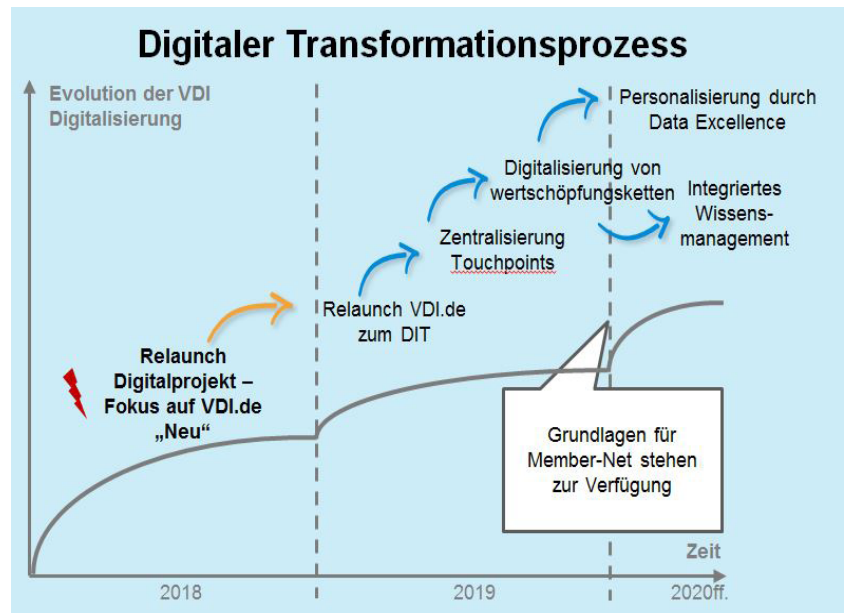 Digitaler Transformationsprozess
Evolution der VDI
Digitalisierung
Personalisierung durch
Data Excellence
Digitalisierung von
wertschöpfungsketten
Integriertes
Wissens-
management
Zentralisierung
Touchpoints
Relaunch VDI.de
zum DIT
Relaunch
Digitalprojekt –
Fokus auf VDI.de
„Neu“
Grundlagen für
Member-Net stehen
zur Verfügung
Zeit
2018
2019
2020ff.